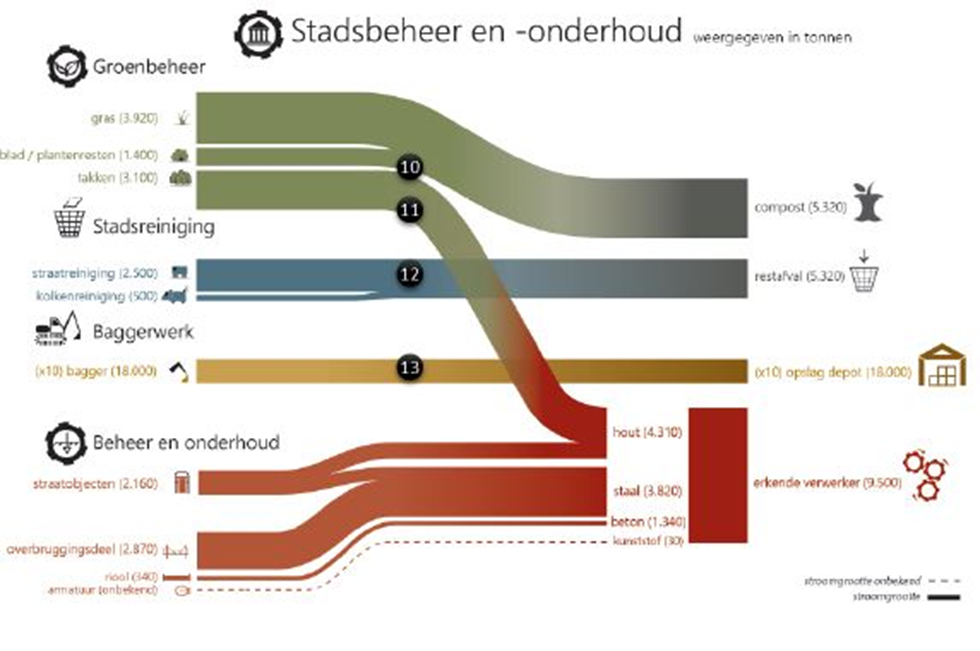 Stadsbeheer en -onderhoud weergegeven in tonnen
Groenbeheer
gras (3.920)
blad / plantenresten (1.400)
takken (3.100)
10
11
compost (5.320)
Stadsreiniging
straatreiniging (2.500)
kolkenreiniging (500)
12
restafval (5.320)
Baggerwerk
(x10) bagger (18.000)
13
(x10) opslag depot (18.000)
Beheer en onderhoud
straatobjecten (2.160)
overbruggingsdeel (2.870)
riool (340)
armatuur (onbekend)
hout (4.310)
staal (3.820)
beton (1.340)
kunststof (30)
erkende verwerker (9.500)
stroomgrootte onbekend
stroomgrootte